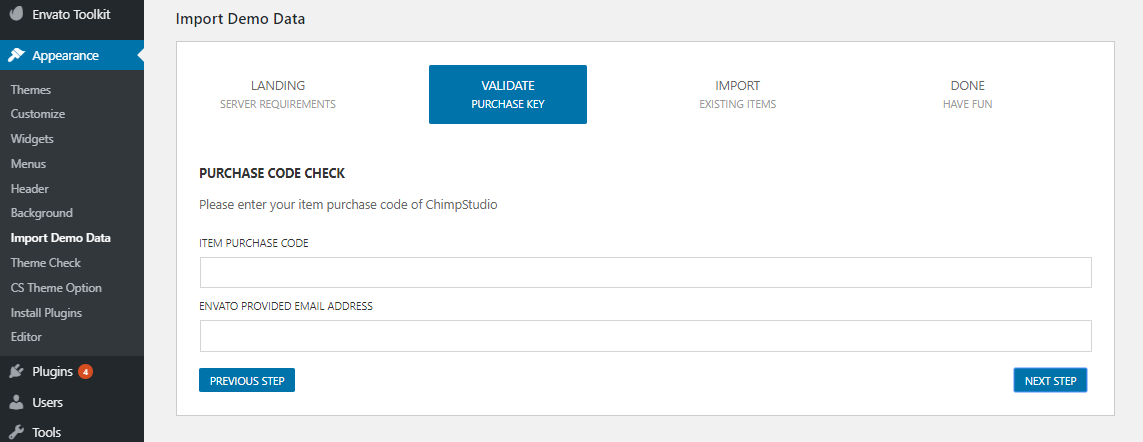 Envato Toolkit
Appearance
Themes
Customize
Widgets
Menus
Header
Background
Import Demo Data
Theme Check
CS Theme Option
Install Plugins
Editor
Plugins 4
Users
Tools
Import Demo Data
LANDING
SERVER REQUIREMENTS
VALIDATE
PURCHASE KEY
IMPORT
EXISTING ITEMS
DONE
HAVE FUN
PURCHASE CODE CHECK
Please enter your item purchase code of ChimpStudio
ITEM PURCHASE CODE
ENVATO PROVIDED EMAIL ADDRESS
PREVIOUS STEP
NEXT STEP